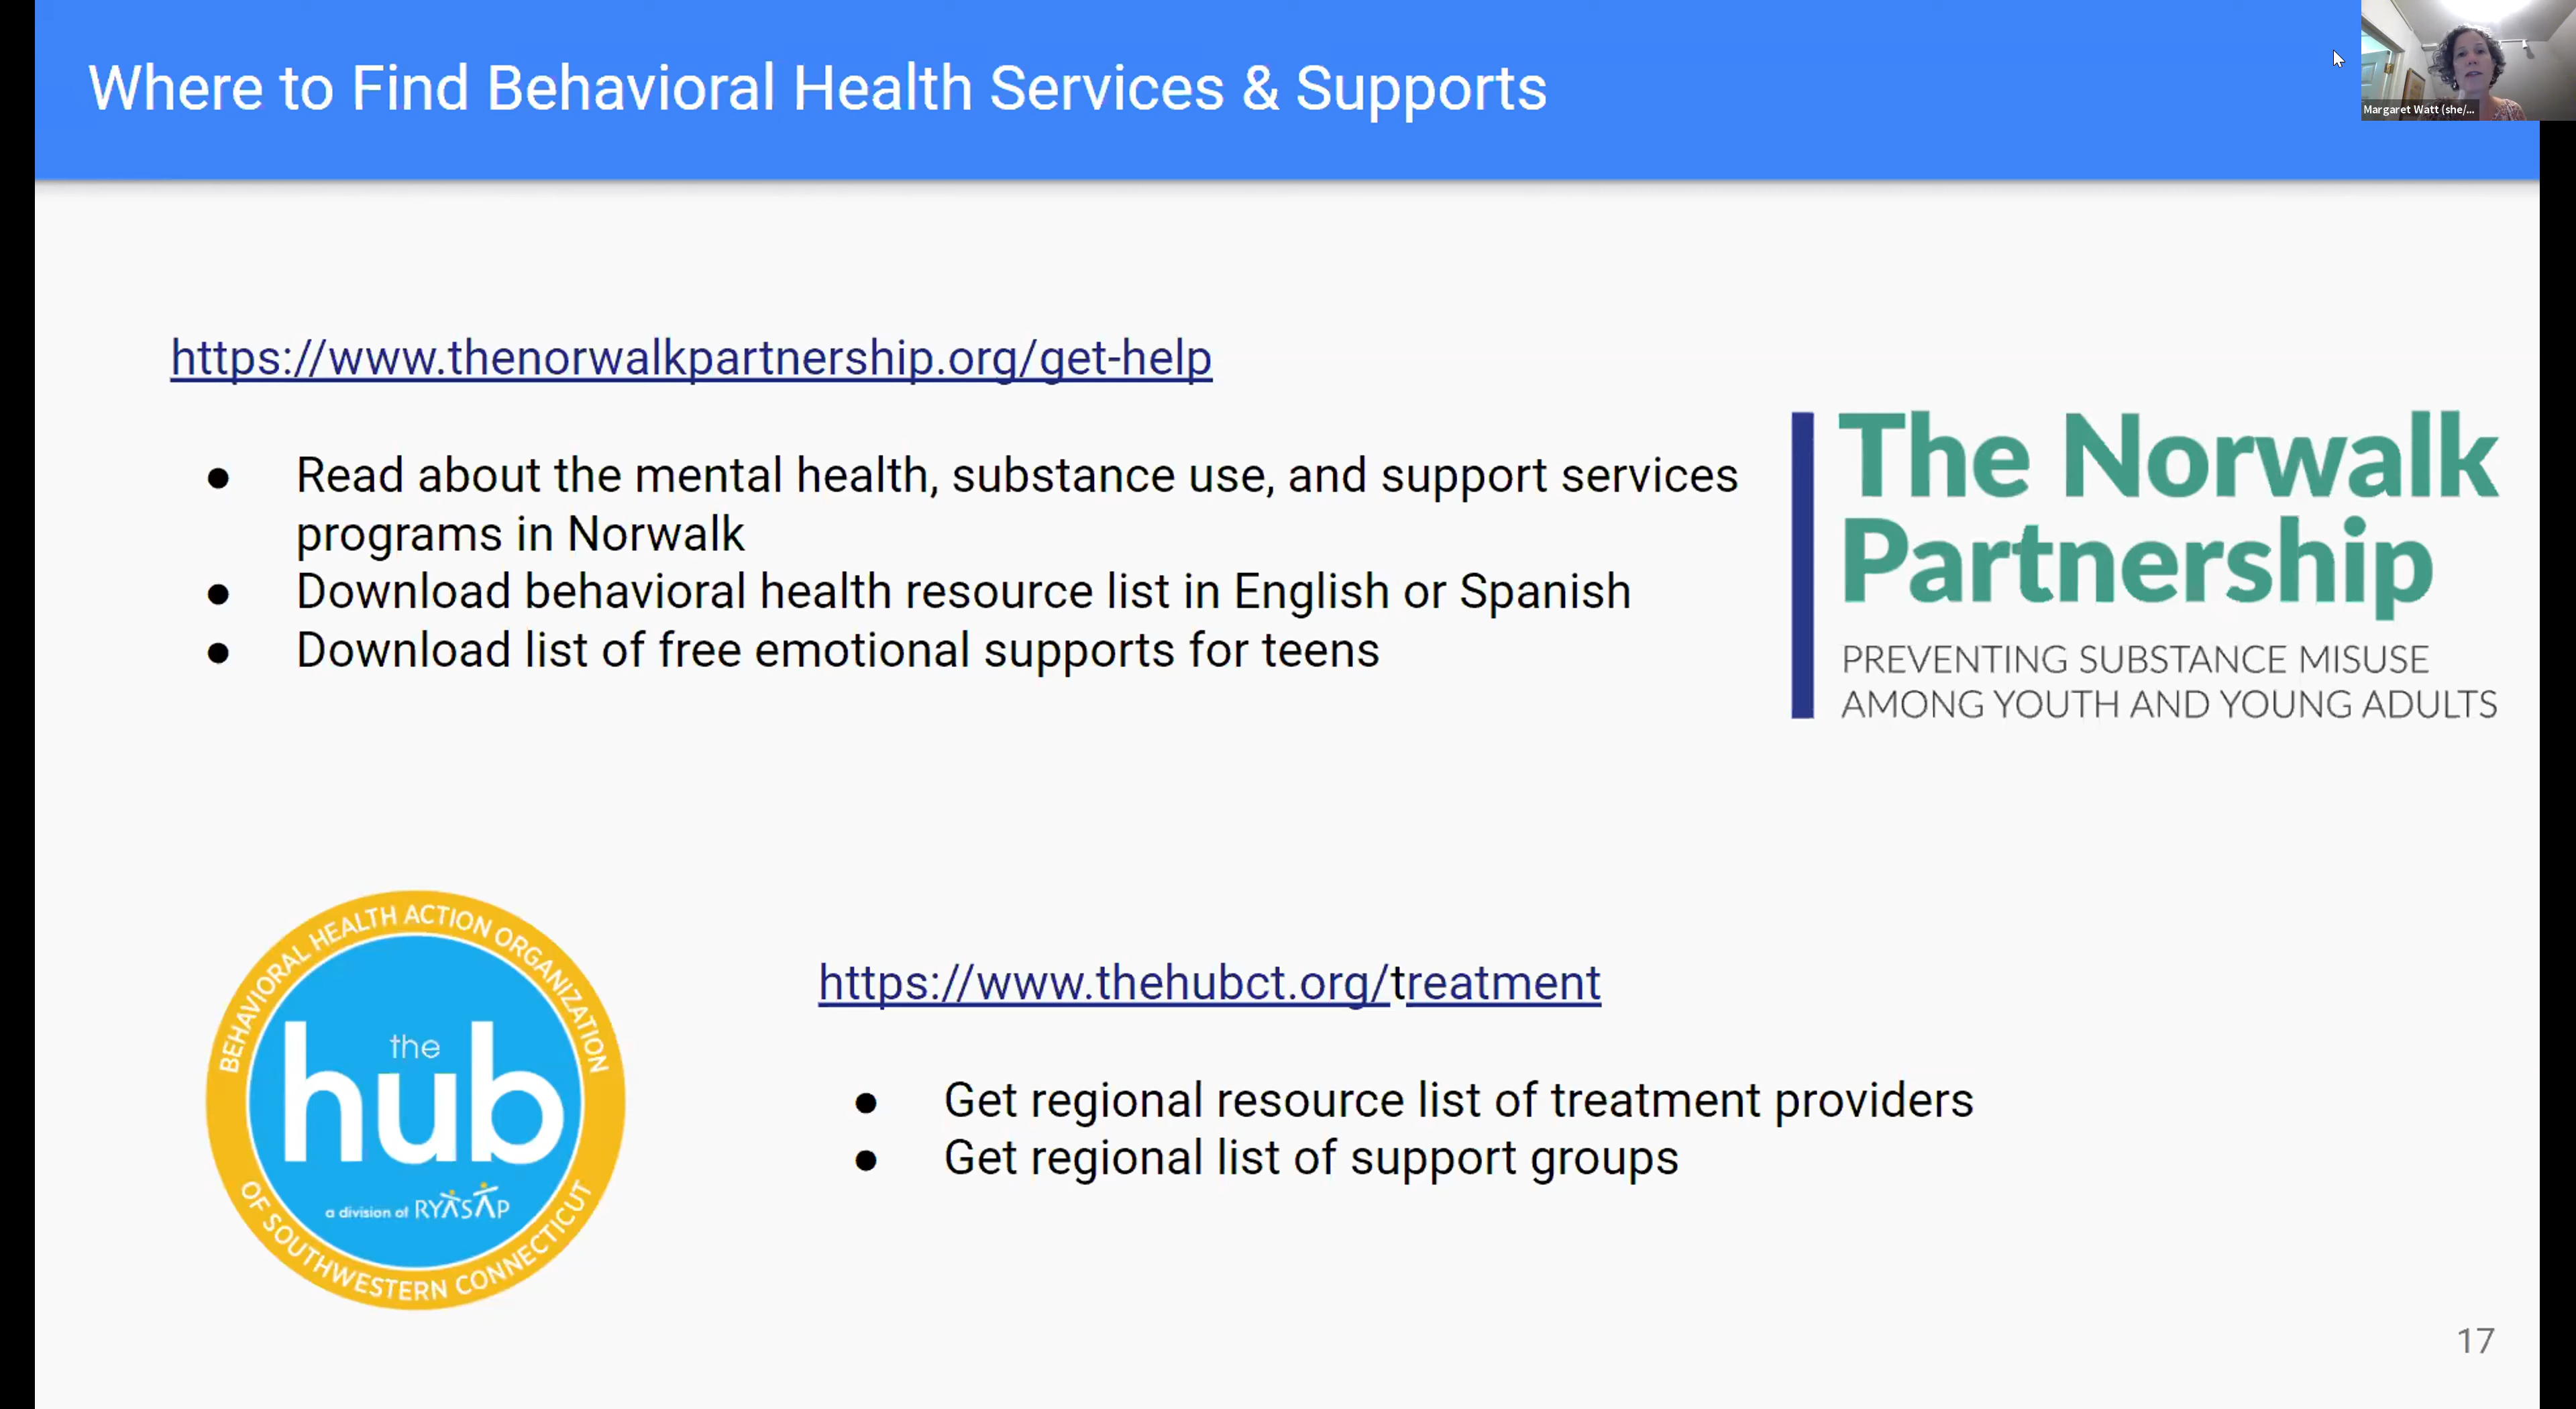 Where to Find Behavioral Health Services & Supports
Margaret Watt (she/...
https://www.thenorwalkpartnership.org/get-help
● Read about the mental health, substance use, and support services
programs in Norwalk
● Download behavioral health resource list in English or Spanish
● Download list of free emotional supports for teens
The Norwalk
Partnership
PREVENTING SUBSTANCE MISUSE
AMONG YOUTH AND YOUNG ADULTS
BEHAVIORAL HEALTH ACTION ORGANIZATION
the
hub
a division of RYASAP
OF SOUTHWESTERN CONNECTICUT
https://www.thehubct.org/treatment
● Get regional resource list of treatment providers
● Get regional list of support groups
17